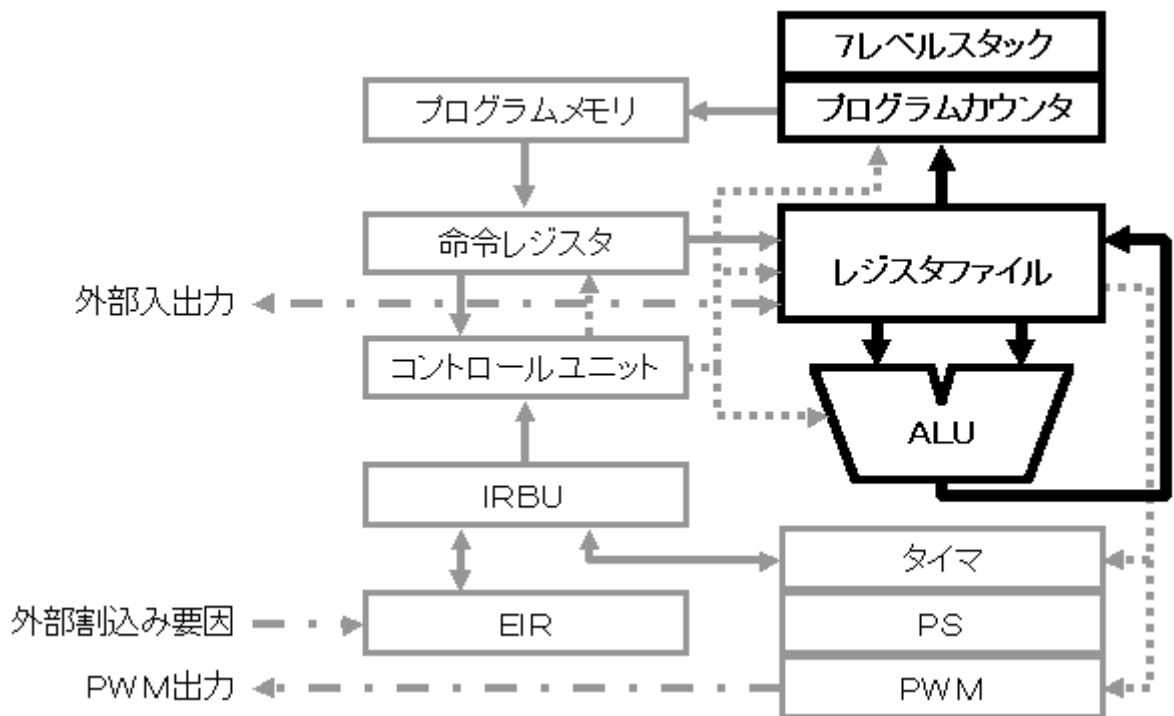 7レベルスタック
プログラムメモリ
プログラムカウンタ
命令レジスタ
レジスタファイル
外部入出力
コントロールユニット
ALU
IRBU
タイマ
外部割込み要因
EIR
PS
PWM出力
PWM